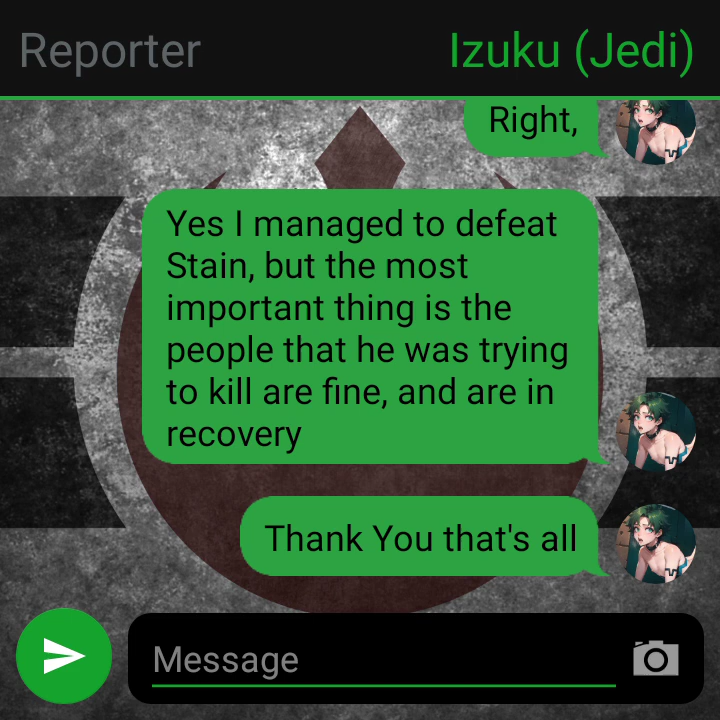 Reporter
Izuku (Jedi)
Right,
Yes I managed to defeat
Stain, but the most
important thing is the
people that he was trying
to kill are fine, and are in
recovery
Thank You that's all
Message